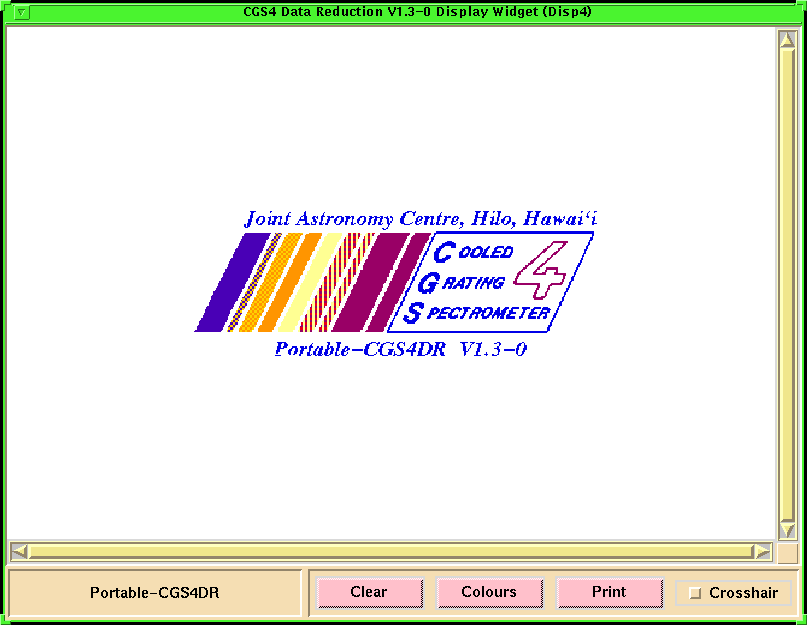 CGS4 Data Reduction V1.3-0 Display Widget (Disp4)
Joint Astronomy Centre, Hilo, Hawai‘i
COOLED
GRATING
SPECTROMETER
4
Portable-CGS4DR V1.3-0
Portable-CGS4DR
Clear
Colours
Print
Crosshair